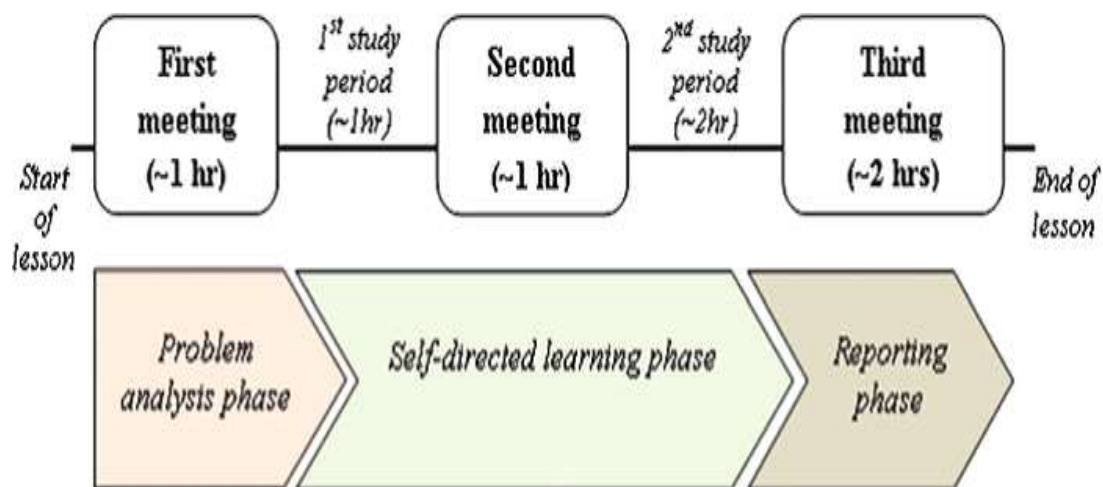 First
meeting
(~1 hr)
1st study
period
(~1hr)
Second
meeting
(~1 hr)
2nd study
period
(~2hr)
Third
meeting
(~2 hrs)
Start
of
lesson
End of
lesson
Problem
analysis phase
Self-directed learning phase
Reporting
phase